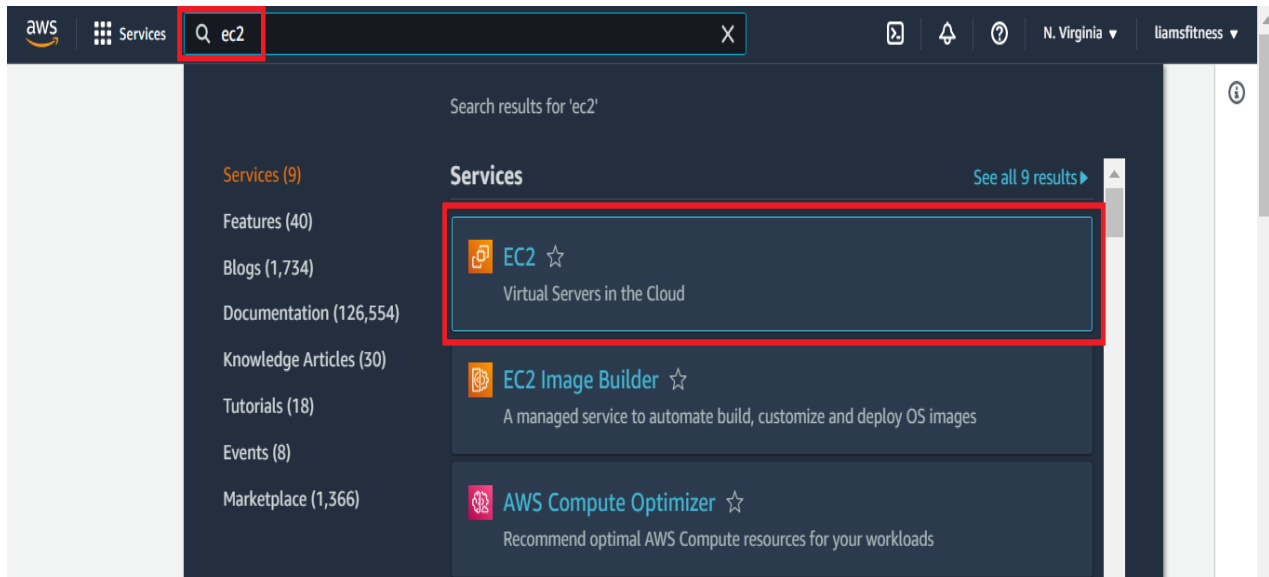 aws
Services
ec2
X
N. Virginia ▼
liamsfitness ▼
Search results for 'ec2'
Services (9)
Features (40)
Blogs (1,734)
Documentation (126,554)
Knowledge Articles (30)
Tutorials (18)
Events (8)
Marketplace (1,366)
Services
See all 9 results ▶
EC2
Virtual Servers in the Cloud
EC2 Image Builder
A managed service to automate build, customize and deploy OS images
AWS Compute Optimizer
Recommend optimal AWS Compute resources for your workloads